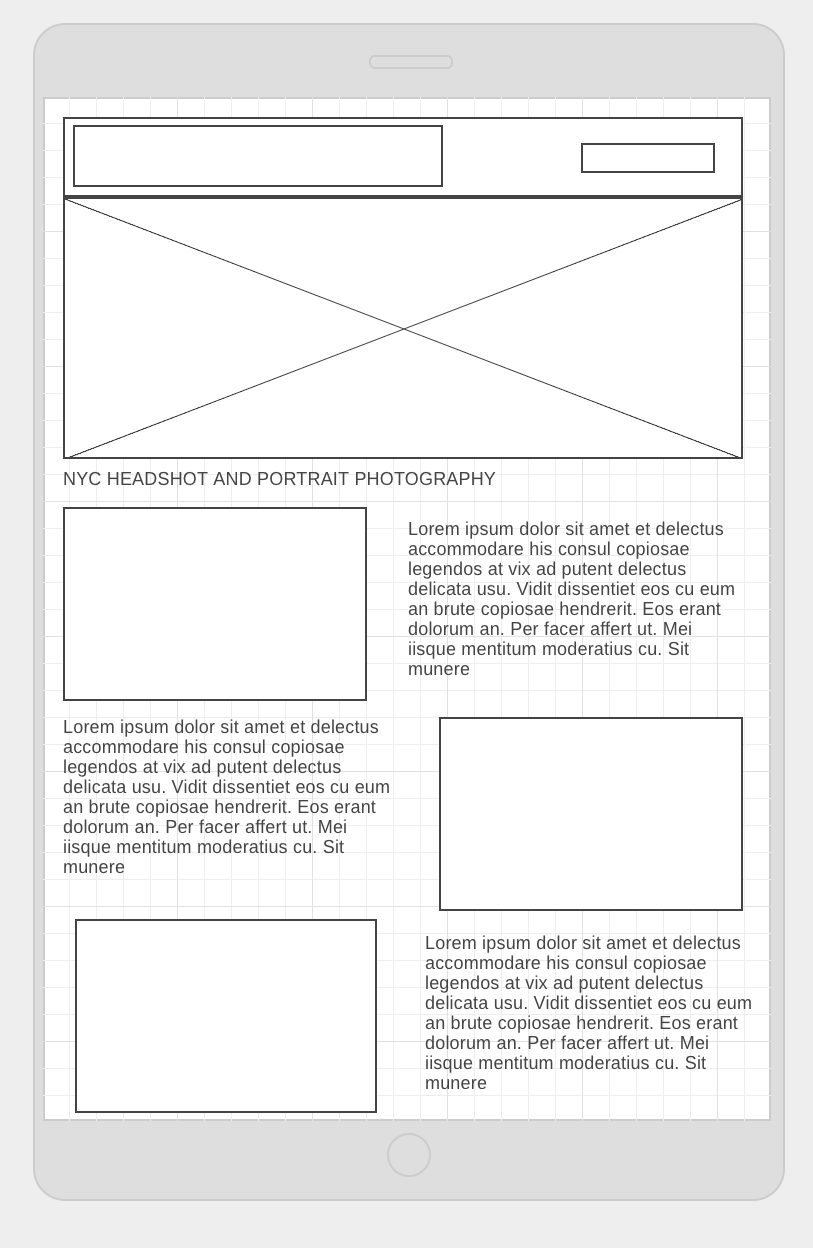 NYC HEADSHOT AND PORTRAIT PHOTOGRAPHY
Lorem ipsum dolor sit amet et delectus
accommodare his consul copiosae
legendos at vix ad putent delectus
delicata usu. Vidit dissentiet eos cu eum
an brute copiosae hendrerit. Eos erant
dolorum an. Per facer affert ut. Mei
iisque mentitum moderatius cu. Sit
munere
Lorem ipsum dolor sit amet et delectus
accommodare his consul copiosae
legendos at vix ad putent delectus
delicata usu. Vidit dissentiet eos cu eum
an brute copiosae hendrerit. Eos erant
dolorum an. Per facer affert ut. Mei
iisque mentitum moderatius cu. Sit
munere
Lorem ipsum dolor sit amet et delectus
accommodare his consul copiosae
legendos at vix ad putent delectus
delicata usu. Vidit dissentiet eos cu eum
an brute copiosae hendrerit. Eos erant
dolorum an. Per facer affert ut. Mei
iisque mentitum moderatius cu. Sit
munere